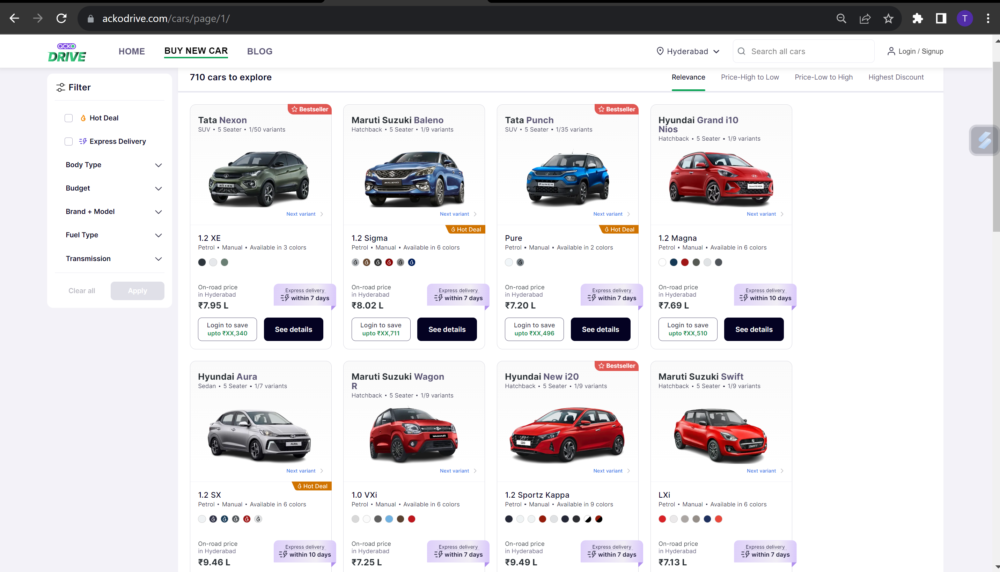 ackodrive.com/cars/page/1/
T
acko
DRIVE
HOME
BUY NEW CAR
BLOG
Hyderabad
Search all cars
Login / Signup
Filter
Hot Deal
Express Delivery
Body Type
Budget
Brand + Model
Fuel Type
Transmission
Clear all
Apply
710 cars to explore
Relevance
Price-High to Low
Price-Low to High
Highest Discount
Bestseller
Tata Nexon
SUV • 5 Seater • 1/50 variants
NEXON
Next variant
1.2 XE
Petrol • Manual • Available in 3 colors
On-road price
in Hyderabad
₹7.95 L
Express delivery
within 7 days
Login to save
upto ₹XX,340
See details
Maruti Suzuki Baleno
Hatchback • 5 Seater • 1/9 variants
BALENO
Next variant
Hot Deal
1.2 Sigma
Petrol • Manual • Available in 6 colors
On-road price
in Hyderabad
₹8.02 L
Express delivery
within 7 days
Login to save
upto ₹XX,711
See details
Bestseller
Tata Punch
SUV • 5 Seater • 1/35 variants
PUNCH
Next variant
Hot Deal
Pure
Petrol • Manual • Available in 2 colors
On-road price
in Hyderabad
₹7.20 L
Express delivery
within 7 days
Login to save
upto ₹XX,496
See details
Hyundai Grand i10
Nios
Hatchback • 5 Seater • 1/9 variants
Grand i10 NIOS
Next variant
1.2 Magna
Petrol • Manual • Available in 6 colors
On-road price
in Hyderabad
₹7.69 L
Express delivery
within 10 days
Login to save
upto ₹XX,510
See details
Hyundai Aura
Sedan • 5 Seater • 1/7 variants
AURA
Next variant
Hot Deal
1.2 SX
Petrol • Manual • Available in 6 colors
On-road price
in Hyderabad
₹9.46 L
Express delivery
within 10 days
Maruti Suzuki Wagon
R
Hatchback • 5 Seater • 1/9 variants
WAGONR
Next variant
1.0 VXi
Petrol • Manual • Available in 6 colors
On-road price
in Hyderabad
₹7.25 L
Express delivery
within 7 days
Bestseller
Hyundai New i20
Hatchback • 5 Seater • 1/9 variants
i20
Next variant
1.2 Sportz Kappa
Petrol • Manual • Available in 9 colors
On-road price
in Hyderabad
₹9.49 L
Express delivery
within 7 days
Maruti Suzuki Swift
Hatchback • 5 Seater • 1/9 variants
SWIFT
Next variant
LXi
Petrol • Manual • Available in 6 colors
On-road price
in Hyderabad
₹7.13 L
Express delivery
within 7 days